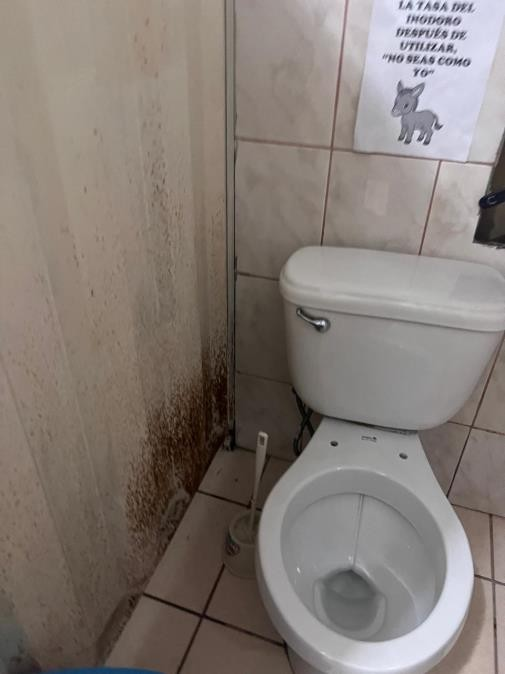 LA TASA DEL
INODORO
DESPUÉS DE
UTILIZAR,
"NO SEAS COMO
YO"